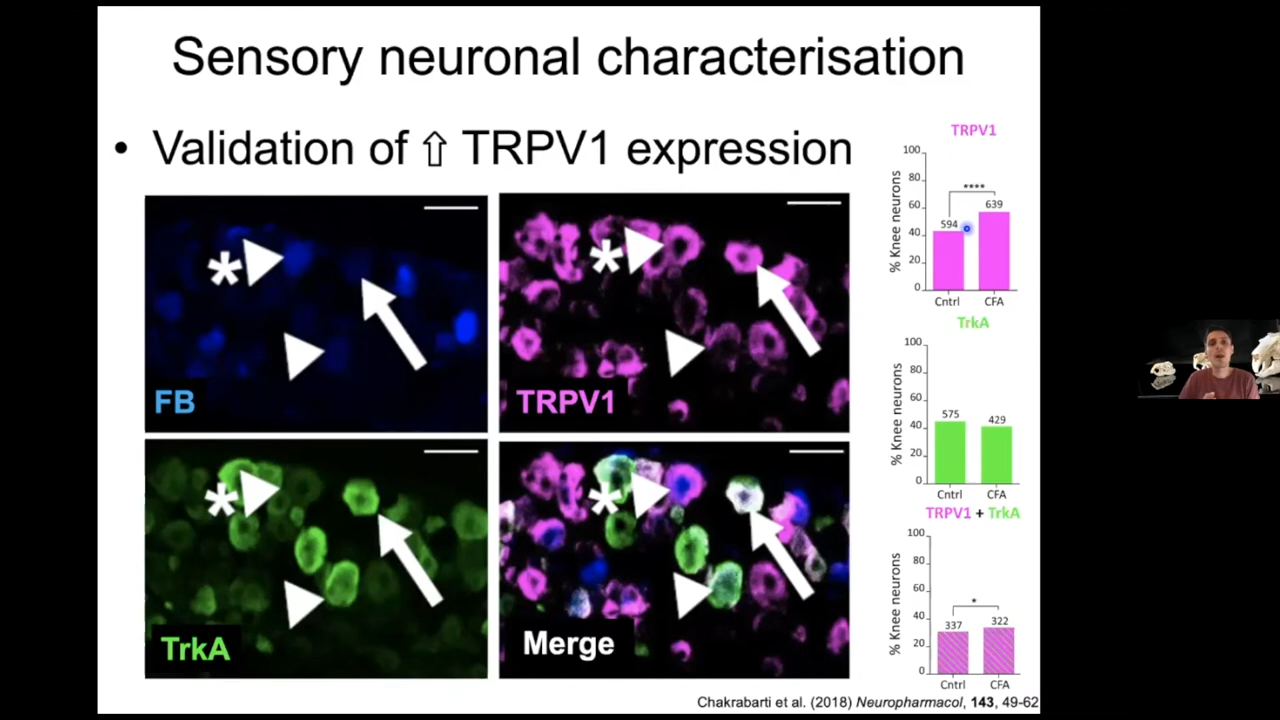 Sensory neuronal characterisation
• Validation of ⇧ TRPV1 expression
*
FB
*
TRPV1
*
TrkA
*
Merge
TRPV1
% Knee neurons
100
80
60
40
20
0
****
594
639
Cntrl
CFA
TrkA
% Knee neurons
100
80
60
40
20
0
575
429
Cntrl
CFA
TRPV1 + TrkA
% Knee neurons
100
80
60
40
20
0
*
337
322
Cntrl
CFA
Chakrabarti et al. (2018) Neuropharmacol, 143, 49-62